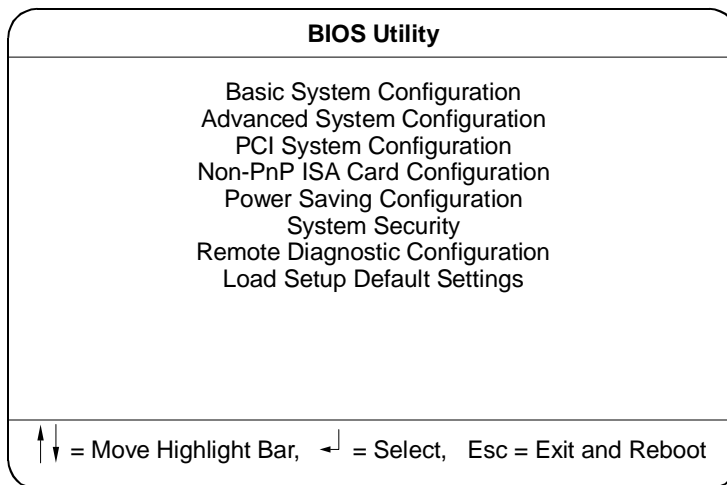 BIOS Utility
Basic System Configuration
Advanced System Configuration
PCI System Configuration
Non-PnP ISA Card Configuration
Power Saving Configuration
System Security
Remote Diagnostic Configuration
Load Setup Default Settings
↑↓ = Move Highlight Bar, ↵ = Select, Esc = Exit and Reboot